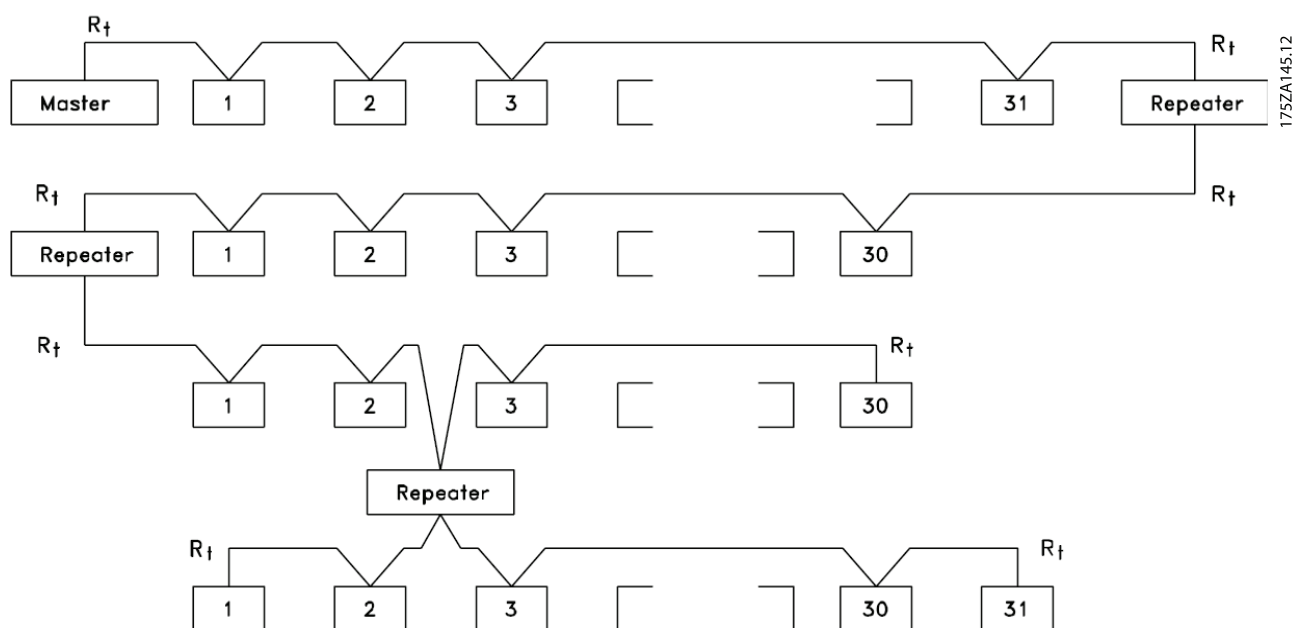 Rt
Rt
Master 1 2 3 31 Repeater
175ZA145.12
Rt Rt
Repeater 1 2 3 30
Rt Rt
1 2 3 30
Repeater
Rt Rt
1 2 3 30 31